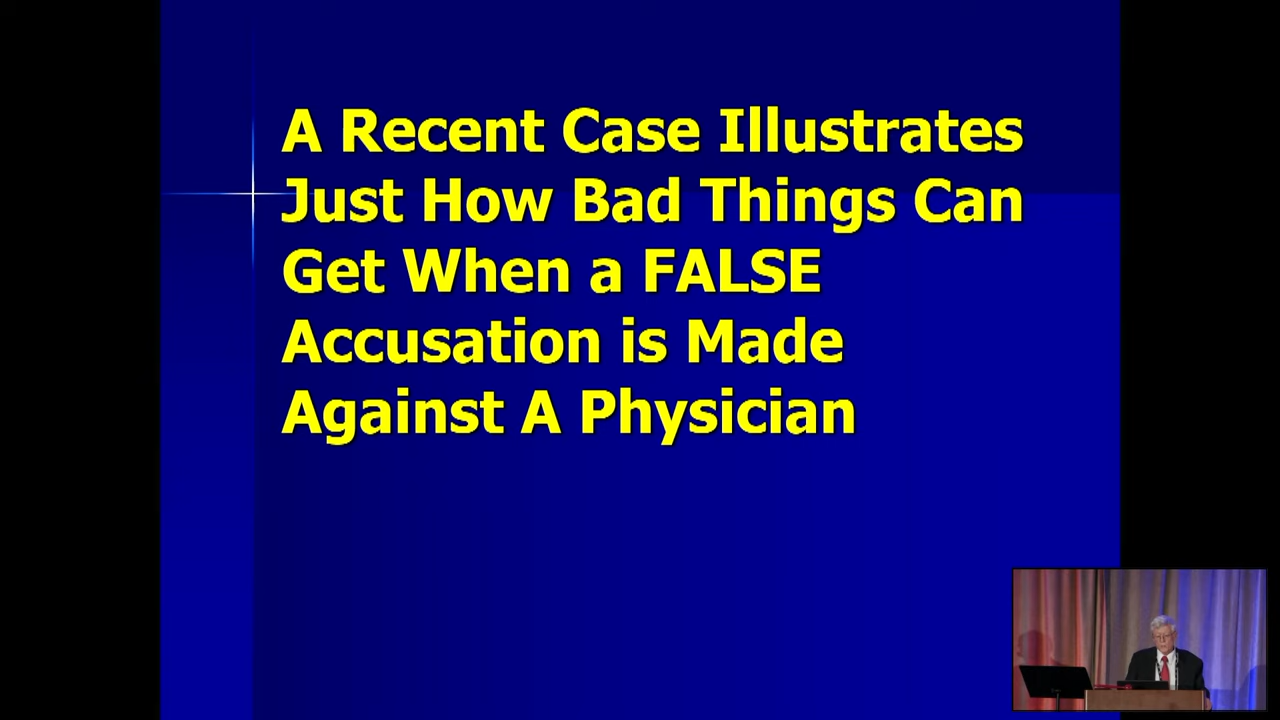 A Recent Case Illustrates
Just How Bad Things Can
Get When a FALSE
Accusation is Made
Against A Physician